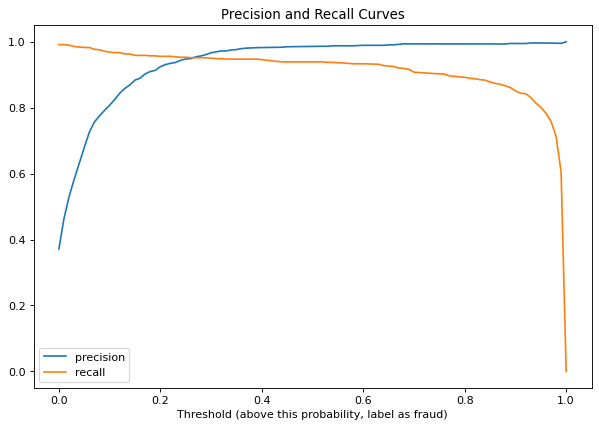 Precision and Recall Curves
1.0
0.8
0.6
0.4
0.2
0.0
precision
recall
0.0 0.2 0.4 0.6 0.8 1.0
Threshold (above this probability, label as fraud)